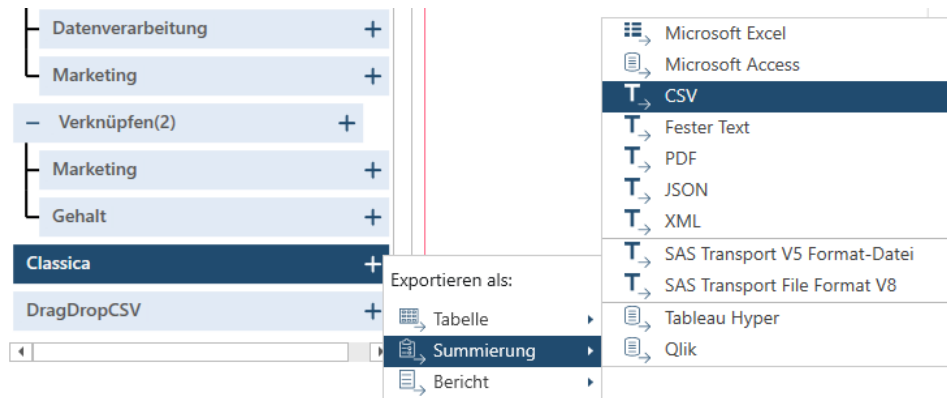 Datenverarbeitung
Marketing
Verknüpfen(2)
Marketing
Gehalt
Classica
DragDropCSV
Exportieren als:
Tabelle
Summierung
Bericht
Microsoft Excel
Microsoft Access
CSV
Fester Text
PDF
JSON
XML
SAS Transport V5 Format-Datei
SAS Transport File Format V8
Tableau Hyper
Qlik